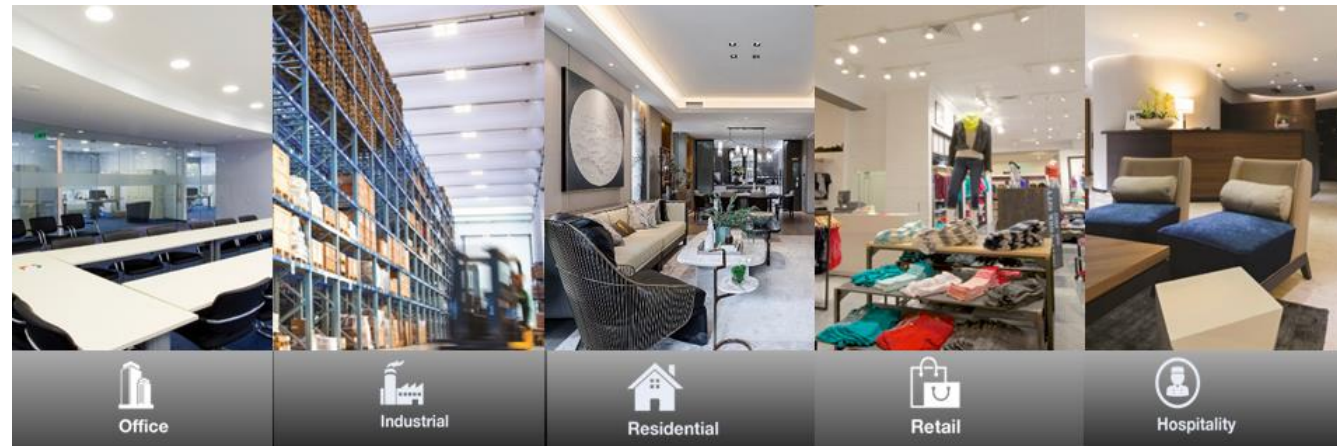 Office
Industrial
Residential
Retail
Hospitality